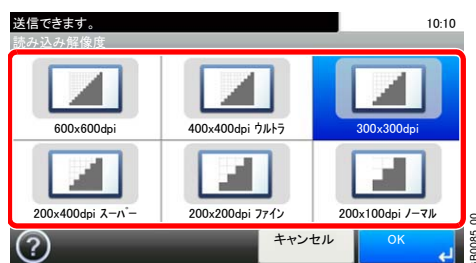 送信できます。 10:10
読み込み解像度
600x600dpi 400x400dpi ウルトラ 300x300dpi
200x400dpi スーパー 200x200dpi ファイン 200x100dpi ノーマル
? キャンセル OK